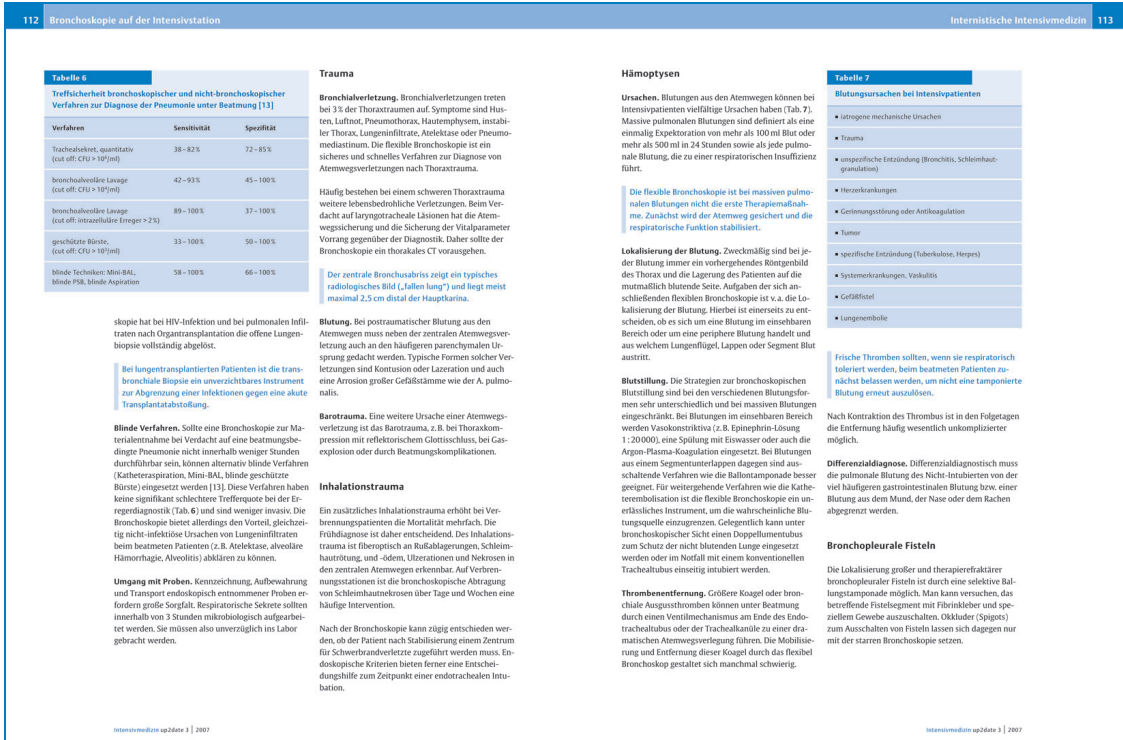 112 Bronchoskopie auf der Intensivstation
Tabelle 6
Treffsicherheit bronchoskopischer und nicht-bronchoskopischer
Verfahren zur Diagnose der Pneumonie unter Beatmung [13]
Verfahren Sensitivität Spezifität
Trachealsekret, quantitativ 38 – 82 % 72 – 85 %
(cut off: CFU > 10⁶/ml)
bronchoalveoläre Lavage 42 – 93 % 45 – 100 %
(cut off: CFU > 10⁴/ml)
bronchoalveoläre Lavage 89 – 100 % 37 – 100 %
(cut off: intrazelluläre Erreger > 2 %)
geschützte Bürste, 33 – 100 % 50 – 100 %
(cut off: CFU > 10³/ml)
blinde Techniken: Mini-BAL, 58 – 100 % 66 – 100 %
blinde PSB, blinde Aspiration
skopie hat bei HIV-Infektion und bei pulmonalen Infil-
traten nach Organtransplantation die offene Lungen-
biopsie vollständig abgelöst.
Bei lungentransplantierten Patienten ist die trans-
bronchiale Biopsie ein unverzichtbares Instrument
zur Abgrenzung einer Infektionen gegen eine akute
Transplantatabstoßung.
Blinde Verfahren. Sollte eine Bronchoskopie zur Ma-
terialentnahme bei Verdacht auf eine beatmungsbe-
dingte Pneumonie nicht innerhalb weniger Stunden
durchführbar sein, können alternativ blinde Verfahren
(Katheteraspiration, Mini-BAL, blinde geschützte
Bürste) eingesetzt werden [13]. Diese Verfahren haben
keine signifikant schlechtere Trefferquote bei der Er-
regerdiagnostik (Tab. 6) und sind weniger invasiv. Die
Bronchoskopie bietet allerdings den Vorteil, gleichzei-
tig nicht-infektiöse Ursachen von Lungeninfiltraten
beim beatmeten Patienten (z. B. Atelektase, alveoläre
Hämorrhagie, Alveolitis) abklären zu können.
Umgang mit Proben. Kennzeichnung, Aufbewahrung
und Transport endoskopisch entnommener Proben er-
fordern große Sorgfalt. Respiratorische Sekrete sollten
innerhalb von 3 Stunden mikrobiologisch aufgearbei-
tet werden. Sie müssen also unverzüglich ins Labor
gebracht werden.
Trauma
Bronchialverletzung. Bronchialverletzungen treten
bei 3 % der Thoraxtraumen auf. Symptome sind Hus-
ten, Luftnot, Pneumothorax, Hautemphysem, instabi-
ler Thorax, Lungeninfiltrate, Atelektase oder Pneumo-
mediastinum. Die flexible Bronchoskopie ist ein
sicheres und schnelles Verfahren zur Diagnose von
Atemwegsverletzungen nach Thoraxtrauma.
Häufig bestehen bei einem schweren Thoraxtrauma
weitere lebensbedrohliche Verletzungen. Beim Ver-
dacht auf laryngotracheale Läsionen hat die Atem-
wegssicherung und die Sicherung der Vitalparameter
Vorrang gegenüber der Diagnostik. Daher sollte der
Bronchoskopie ein thorakales CT vorausgehen.
Der zentrale Bronchusabriss zeigt ein typisches
radiologisches Bild („fallen lung“) und liegt meist
maximal 2,5 cm distal der Hauptkarina.
Blutung. Bei postraumatischer Blutung aus den
Atemwegen muss neben der zentralen Atemwegsver-
letzung auch an den häufigeren parenchymalen Ur-
sprung gedacht werden. Typische Formen solcher Ver-
letzungen sind Kontusion oder Lazeration und auch
eine Arrosion großer Gefäßstämme wie der A. pulmo-
nalis.
Barotrauma. Eine weitere Ursache einer Atemwegs-
verletzung ist das Barotrauma, z. B. bei Thoraxkom-
pression mit reflektorischem Glottisschluss, bei Gas-
explosion oder durch Beatmungskomplikationen.
Inhalationstrauma
Ein zusätzliches Inhalationstrauma erhöht bei Ver-
brennungspatienten die Mortalität mehrfach. Die
Frühdiagnose ist daher entscheidend. Des Inhalations-
trauma ist fiberoptisch an Rußablagerungen, Schleim-
hautrötung, und -ödem, Ulzerationen und Nekrosen in
den zentralen Atemwegen erkennbar. Auf Verbren-
nungsstationen ist die bronchoskopische Abtragung
von Schleimhautnekrosen über Tage und Wochen eine
häufige Intervention.
Nach der Bronchoskopie kann zügig entschieden wer-
den, ob der Patient nach Stabilisierung einem Zentrum
für Schwerbrandverletzte zugeführt werden muss. En-
doskopische Kriterien bieten ferner eine Entschei-
dungshilfe zum Zeitpunkt einer endotrachealen Intu-
bation.
Intensivmedizin up2date 3 | 2007
Internistische Intensivmedizin 113
Hämoptysen
Ursachen. Blutungen aus den Atemwegen können bei
Intensivpatienten vielfältige Ursachen haben (Tab. 7).
Massive pulmonalen Blutungen sind definiert als eine
einmalig Expektoration von mehr als 100 ml Blut oder
mehr als 500 ml in 24 Stunden sowie als jede pulmo-
nale Blutung, die zu einer respiratorischen Insuffizienz
führt.
Die flexible Bronchoskopie ist bei massiven pulmo-
nalen Blutungen nicht die erste Therapiemaßnah-
me. Zunächst wird der Atemweg gesichert und die
respiratorische Funktion stabilisiert.
Lokalisierung der Blutung. Zweckmäßig sind bei je-
der Blutung immer ein vorhergehendes Röntgenbild
des Thorax und die Lagerung des Patienten auf die
mutmaßlich blutende Seite. Aufgaben der sich an-
schließenden flexiblen Bronchoskopie ist v. a. die Lo-
kalisierung der Blutung. Hierbei ist einerseits zu ent-
scheiden, ob es sich um eine Blutung im einsehbaren
Bereich oder um eine periphere Blutung handelt und
aus welchem Lungenflügel, Lappen oder Segment Blut
austritt.
Blutstillung. Die Strategien zur bronchoskopischen
Blutstillung sind bei den verschiedenen Blutungsfor-
men sehr unterschiedlich und bei massiven Blutungen
eingeschränkt. Bei Blutungen im einsehbaren Bereich
werden Vasokonstriktiva (z. B. Epinephrin-Lösung
1 : 20 000), eine Spülung mit Eiswasser oder auch die
Argon-Plasma-Koagulation eingesetzt. Bei Blutungen
aus einem Segmentunterlappen dagegen sind aus-
schaltende Verfahren wie die Ballontamponade besser
geeignet. Für weitergehende Verfahren wie die Kathe-
terembolisation ist die flexible Bronchoskopie ein un-
erlässliches Instrument, um die wahrscheinliche Blu-
tungsquelle einzugrenzen. Gelegentlich kann unter
bronchoskopischer Sicht einen Doppellumentubus
zum Schutz der nicht blutenden Lunge eingesetzt
werden oder im Notfall mit einem konventionellen
Trachealtubus einseitig intubiert werden.
Thrombenentfernung. Größere Koagel oder bron-
chiale Ausgussthromben können unter Beatmung
durch einen Ventilmechanismus am Ende des Endo-
trachealtubus oder der Trachealkanüle zu einer dra-
matischen Atemwegsverlegung führen. Die Mobilisie-
rung und Entfernung dieser Koagel durch das flexibel
Bronchoskop gestaltet sich manchmal schwierig.
Tabelle 7
Blutungsursachen bei Intensivpatienten
▪ iatrogene mechanische Ursachen
▪ Trauma
▪ unspezifische Entzündung (Bronchitis, Schleimhaut-
granulation)
▪ Herzerkrankungen
▪ Gerinnungsstörung oder Antikoagulation
▪ Tumor
▪ spezifische Entzündung (Tuberkulose, Herpes)
▪ Systemerkrankungen, Vaskulitis
▪ Gefäßfistel
▪ Lungenembolie
Frische Thromben sollten, wenn sie respiratorisch
toleriert werden, beim beatmeten Patienten zu-
nächst belassen werden, um nicht eine tamponierte
Blutung erneut auszulösen.
Nach Kontraktion des Thrombus ist in den Folgetagen
die Entfernung häufig wesentlich unkomplizierter
möglich.
Differenzialdiagnose. Differenzialdiagnostisch muss
die pulmonale Blutung des Nicht-Intubierten von der
viel häufigeren gastrointestinalen Blutung bzw. einer
Blutung aus dem Mund, der Nase oder dem Rachen
abgegrenzt werden.
Bronchopleurale Fisteln
Die Lokalisierung großer und therapierefraktärer
bronchopleuraler Fisteln ist durch eine selektive Bal-
lungstamponade möglich. Man kann versuchen, das
betreffende Fistelsegment mit Fibrinkleber und spe-
ziellem Gewebe auszuschalten. Okkluder (Spigots)
zum Ausschalten von Fisteln lassen sich dagegen nur
mit der starren Bronchoskopie setzen.
Intensivmedizin up2date 3 | 2007